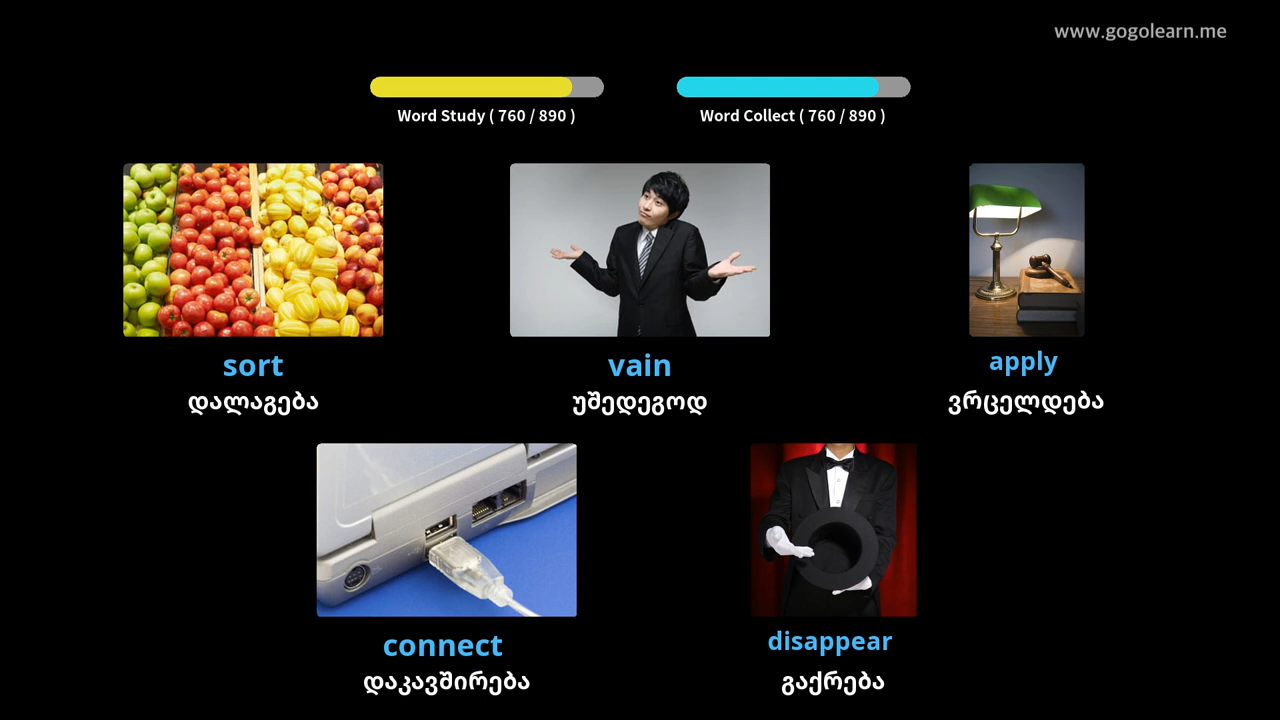 www.gogolearn.me
Word Study ( 760 / 890 )
Word Collect ( 760 / 890 )
sort
დალაგება
vain
უშედეგოდ
apply
ვრცელდება
connect
დაკავშირება
disappear
გაქრება